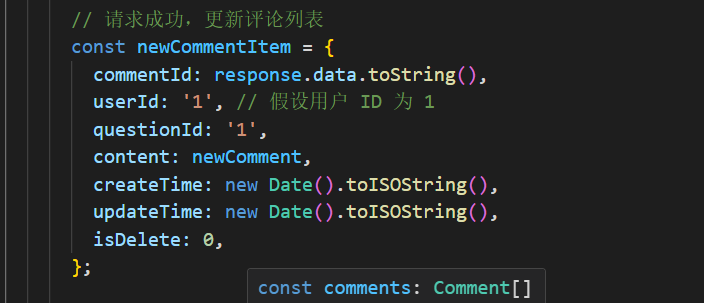 // 请求成功，更新评论列表
const newCommentItem = {
commentId: response.data.toString(),
userId: '1', // 假设用户 ID 为 1
questionId: '1',
content: newComment,
createTime: new Date().toISOString(),
updateTime: new Date().toISOString(),
isDelete: 0,
};
const comments: Comment[]